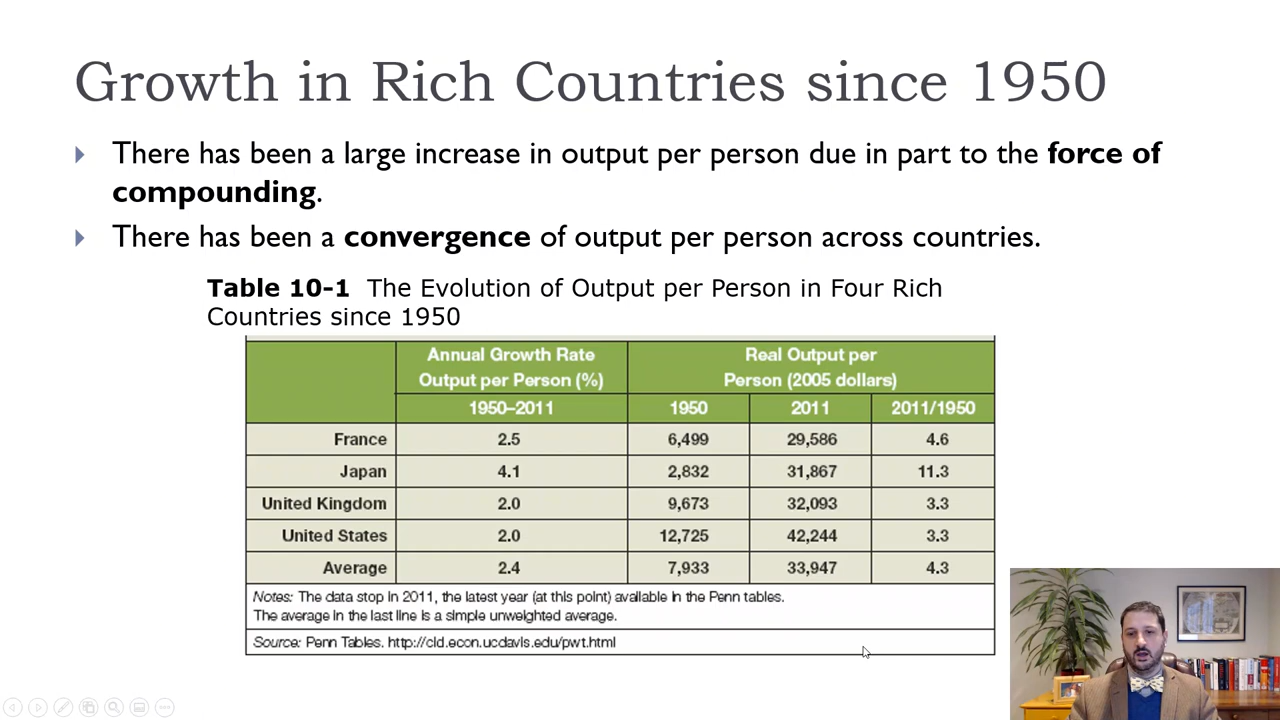 Growth in Rich Countries since 1950
There has been a large increase in output per person due in part to the force of
compounding.
There has been a convergence of output per person across countries.
Table 10-1 The Evolution of Output per Person in Four Rich
Countries since 1950
Annual Growth Rate Real Output per
Output per Person (%) Person (2005 dollars)
1950–2011 1950 2011 2011/1950
France 2.5 6,499 29,586 4.6
Japan 4.1 2,832 31,867 11.3
United Kingdom 2.0 9,673 32,093 3.3
United States 2.0 12,725 42,244 3.3
Average 2.4 7,933 33,947 4.3
Notes: The data stop in 2011, the latest year (at this point) available in the Penn tables.
The average in the last line is a simple unweighted average.
Source: Penn Tables. http://cid.econ.ucdavis.edu/pwt.html